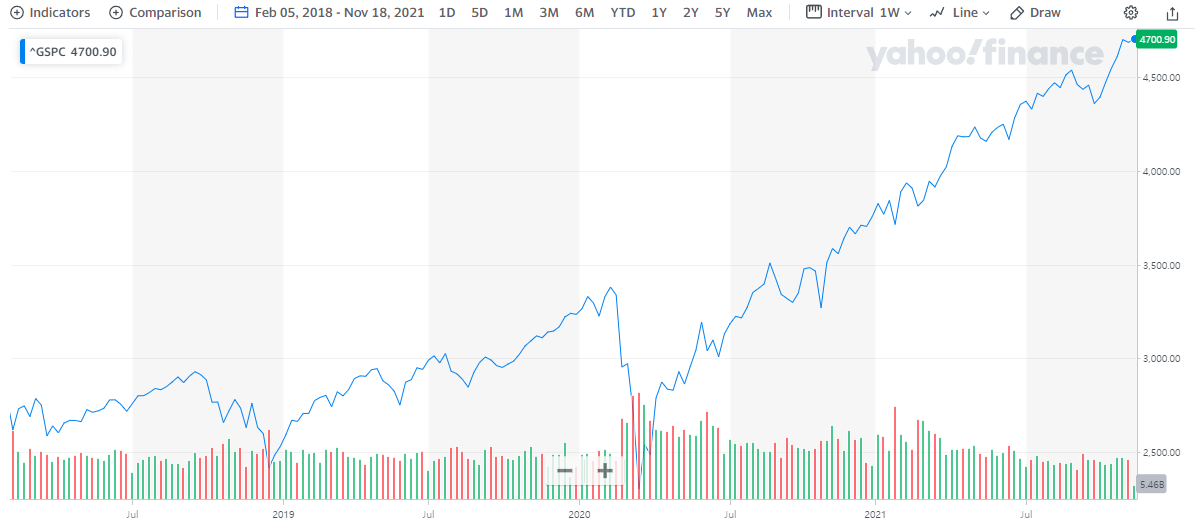 Indicators Comparison Feb 05, 2018 - Nov 18, 2021 1D 5D 1M 3M 6M YTD 1Y 2Y 5Y Max Interval 1W Line Draw
^GSPC 4700.90
yahoo!finance
4700.90
4,500.00
4,000.00
3,500.00
3,000.00
2,500.00
5.46B
Jul 2019 Jul 2020 Jul 2021 Jul